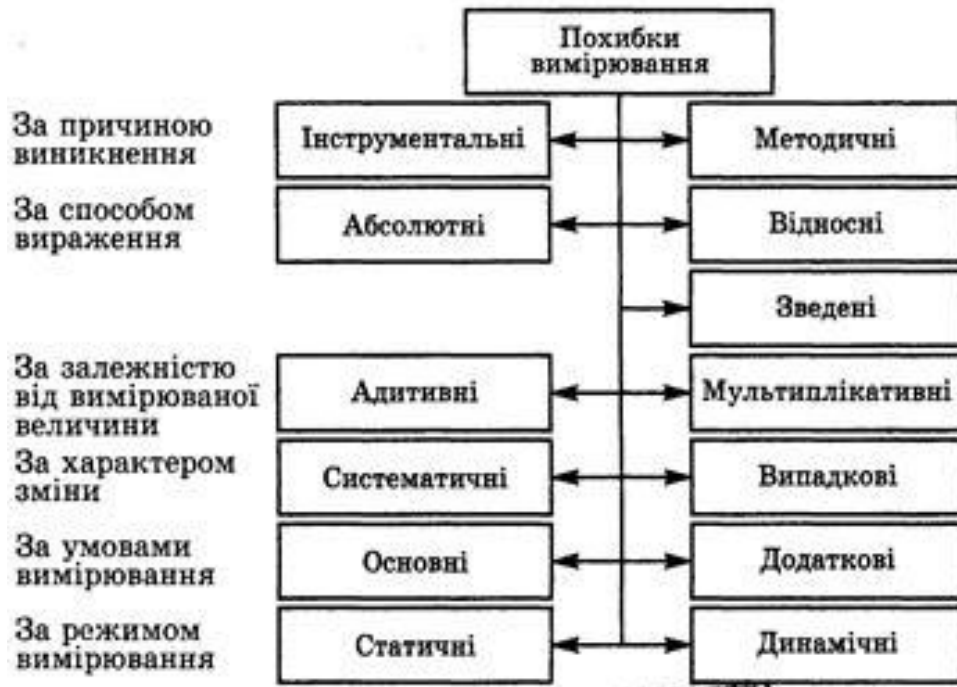 Похибки
вимірювання
За причиною
виникнення
Інструментальні
Методичні
За способом
вираження
Абсолютні
Відносні
Зведені
За залежністю
від вимірюваної
величини
Адитивні
Мультиплікативні
За характером
зміни
Систематичні
Випадкові
За умовами
вимірювання
Основні
Додаткові
За режимом
вимірювання
Статичні
Динамічні